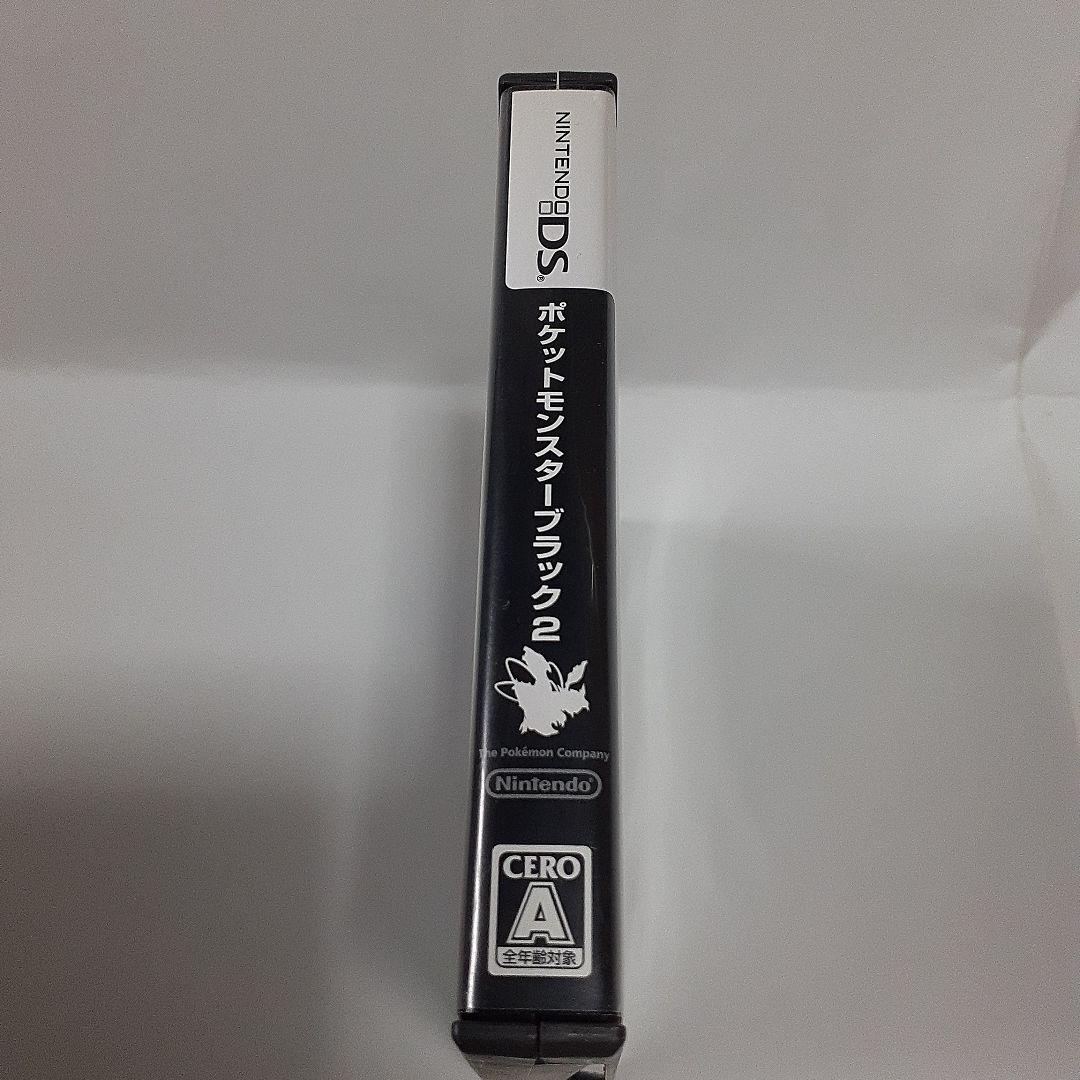 NINTENDO
DS®
ポケットモンスターブラック2
The Pokémon Company
Nintendo®
CERO
A
全年齢対象